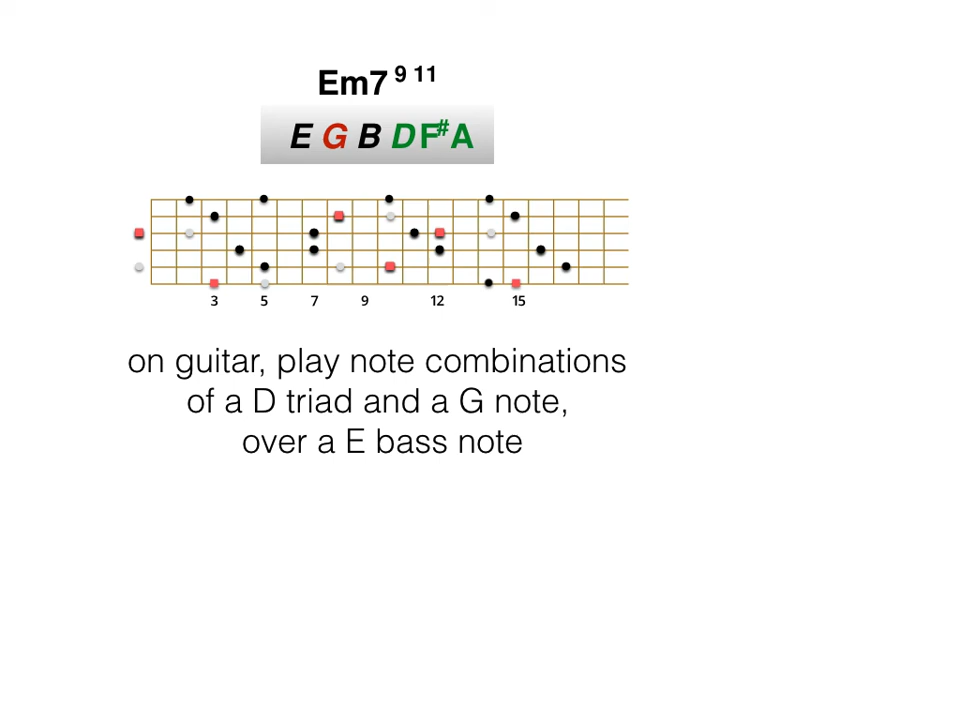 Em7 9 11
E G B D F# A
3 5 7 9 12 15
on guitar, play note combinations
of a D triad and a G note,
over a E bass note